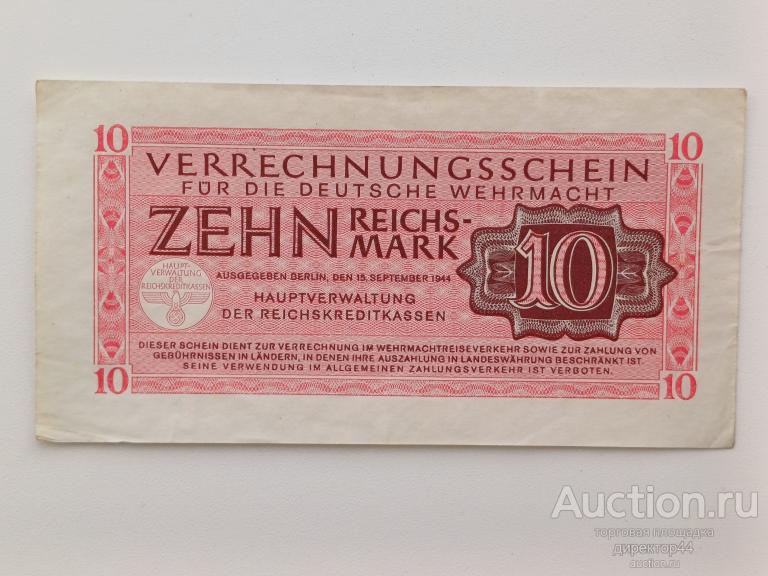 10
10
VERRECHNUNGSSCHEIN
FÜR DIE DEUTSCHE WEHRMACHT
ZEHN REICHS-
MARK
10
AUSGEGEBEN BERLIN, DEN 15. SEPTEMBER 1944
HAUPT-
VERWALTUNG
DER
REICHSKREDITKASSEN
HAUPTVERWALTUNG
DER REICHSKREDITKASSEN
DIESER SCHEIN DIENT ZUR VERRECHNUNG IM WEHRMACHTREISEVERKEHR SOWIE ZUR ZAHLUNG VON
GEBÜHRNISSEN IN LÄNDERN, IN DENEN IHRE AUSZAHLUNG IN LANDESWÄHRUNG BESCHRÄNKT IST.
SEINE VERWENDUNG IM ALLGEMEINEN ZAHLUNGSVERKEHR IST VERBOTEN.
10
10
Auction.ru
торговая площадка
директор44
auction.ru